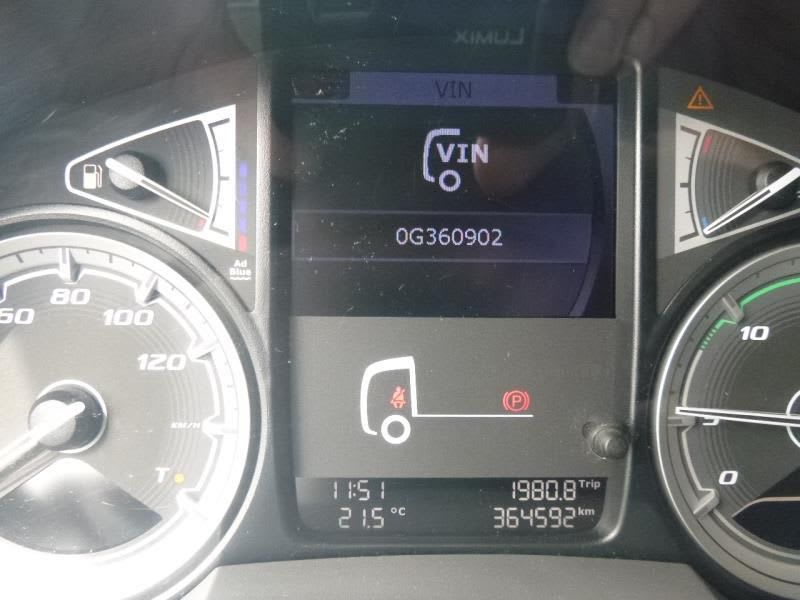 LUMIX
VIN
VIN
0G360902
Ad
Blue
80
100
120
KM/H
T
10
5
0
P
11:51
1980.8 Trip
21.5 °C
364592 km